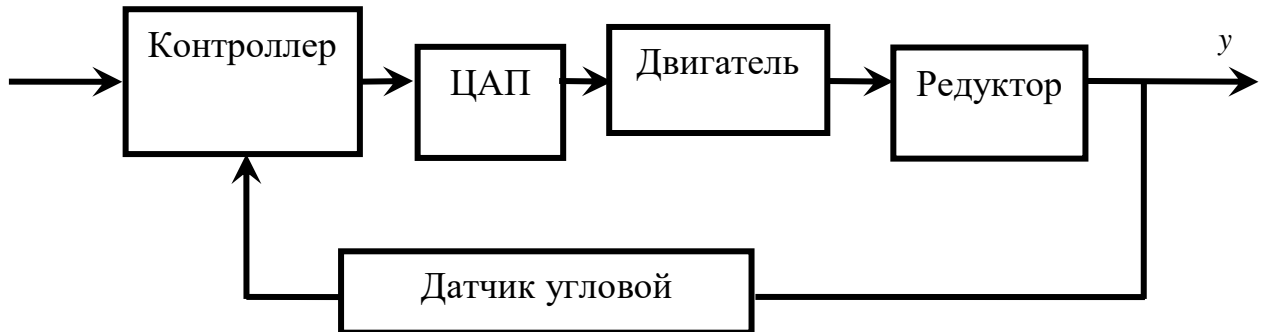 Контроллер
ЦАП
Двигатель
Редуктор
y
Датчик угловой